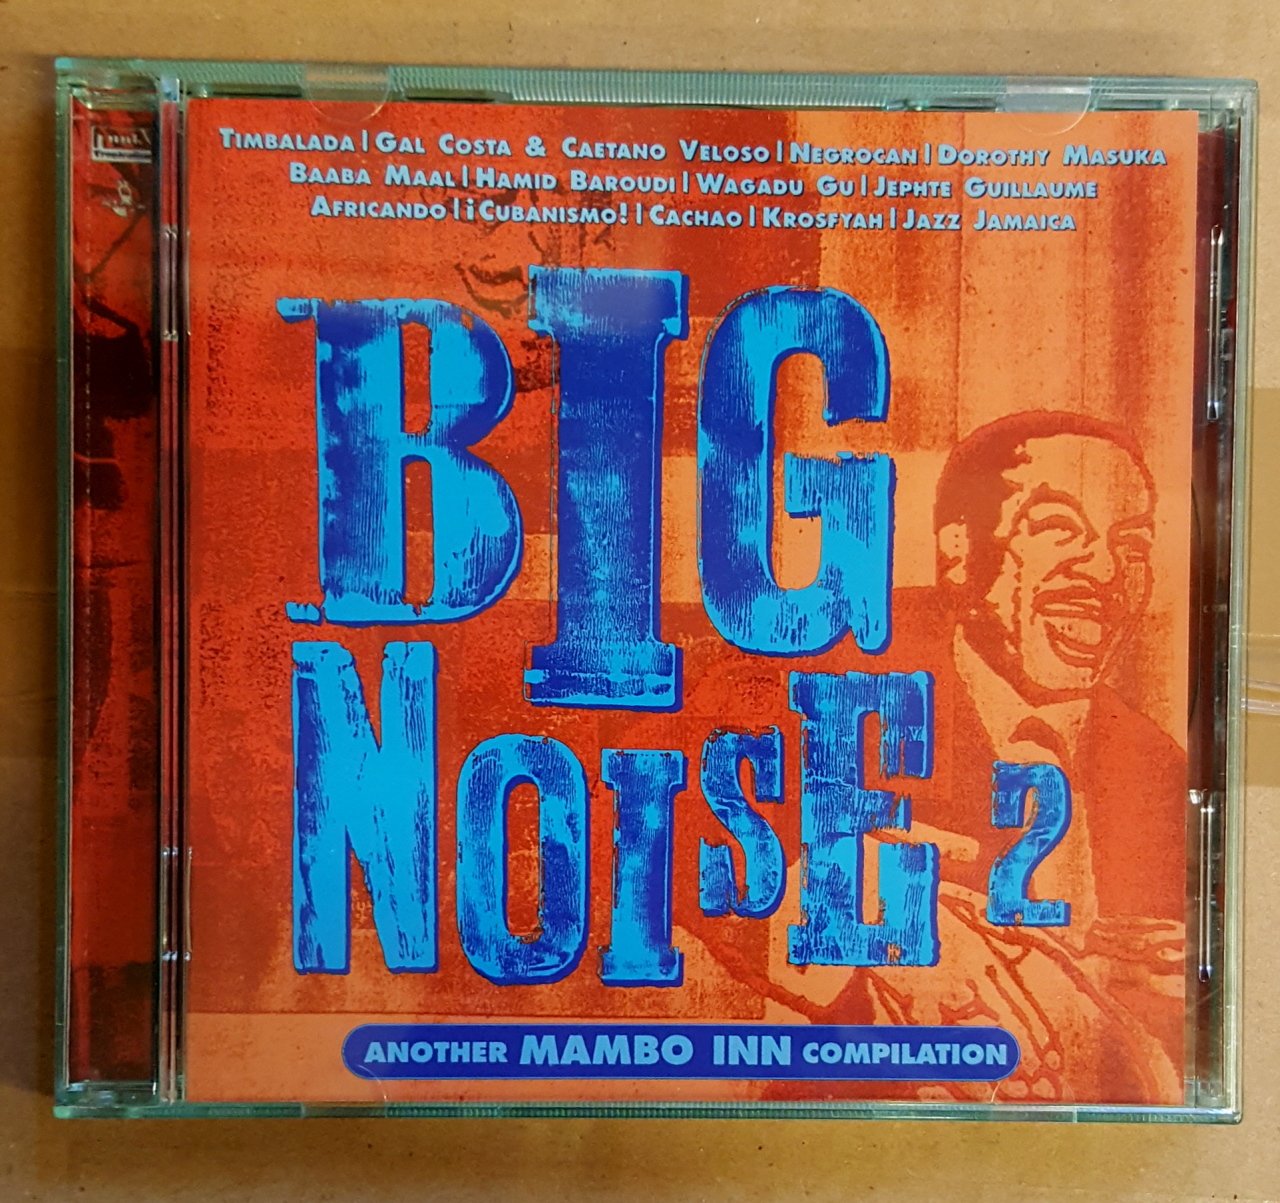 TIMBALADA | GAL COSTA & CAETANO VELOSO | NEGROCAN | DOROTHY MASUKA
BAABA MAAL | HAMID BAROUDI | WAGADU GU | JEPHTE GUILLAUME
AFRICANDO | ¡CUBANISMO! | CACHAO | KROSFYAH | JAZZ JAMAICA
BIG
NOISE 2
ANOTHER MAMBO INN COMPILATION